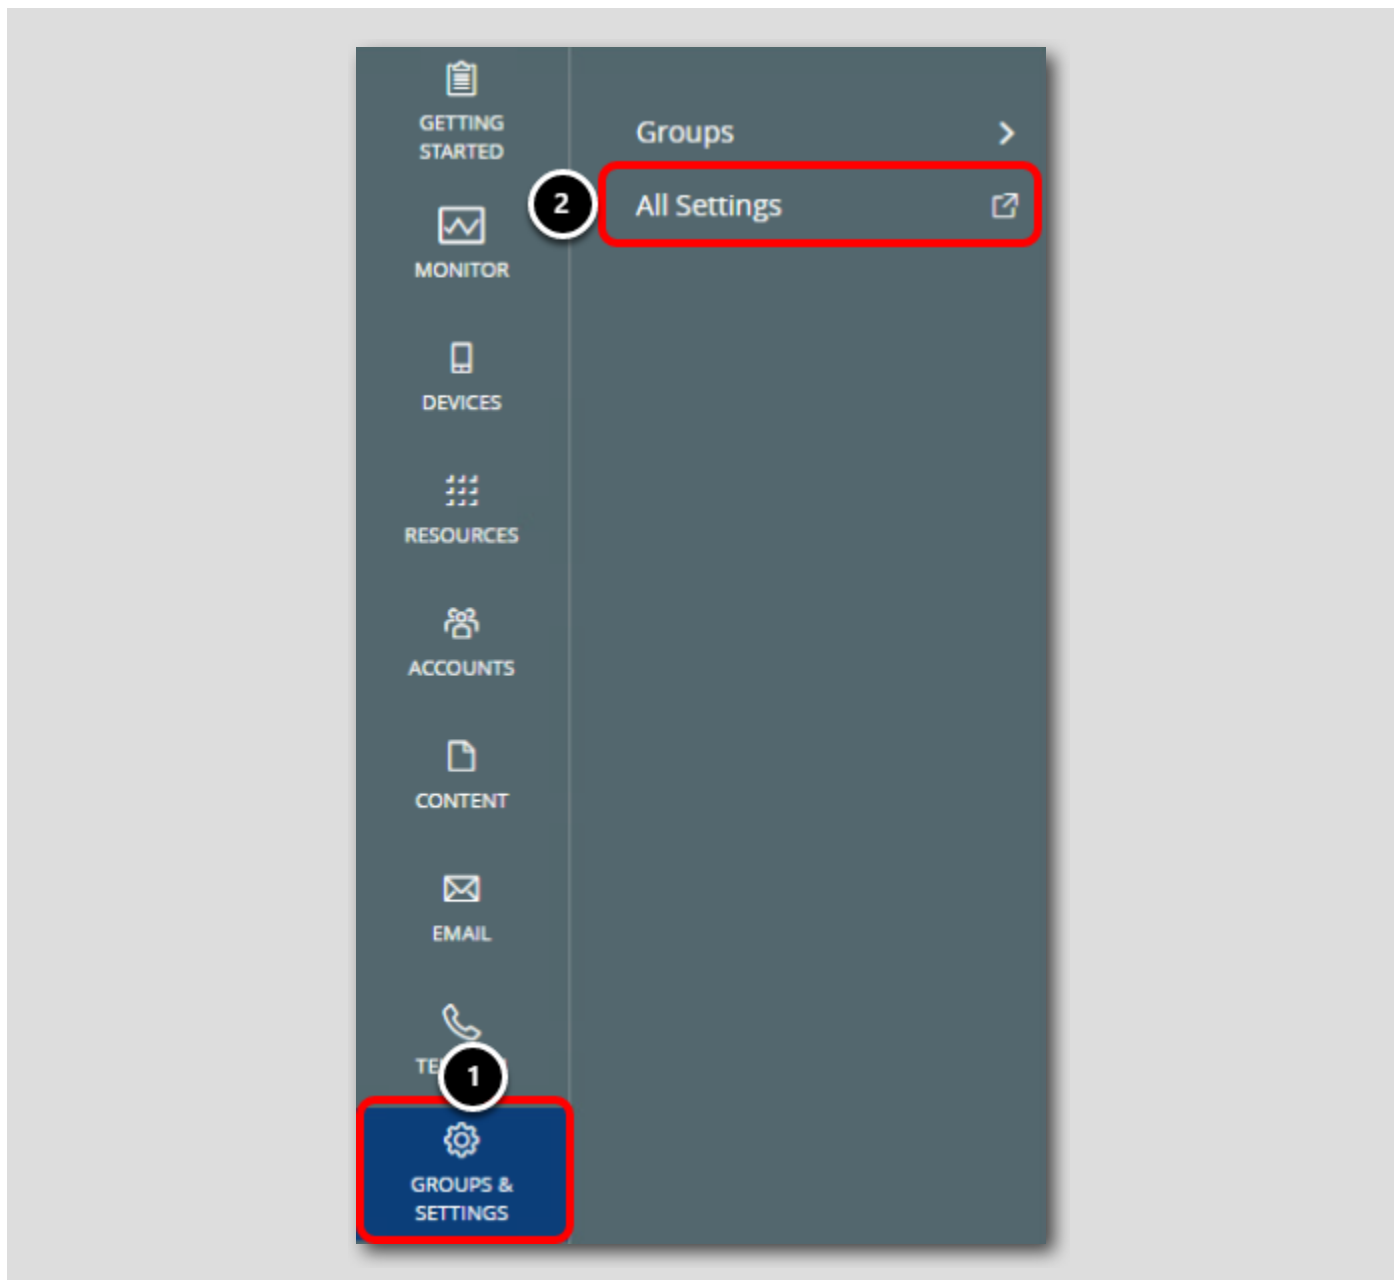 GETTING
STARTED
MONITOR
DEVICES
RESOURCES
ACCOUNTS
CONTENT
EMAIL
1
GROUPS &
SETTINGS
Groups
2
All Settings